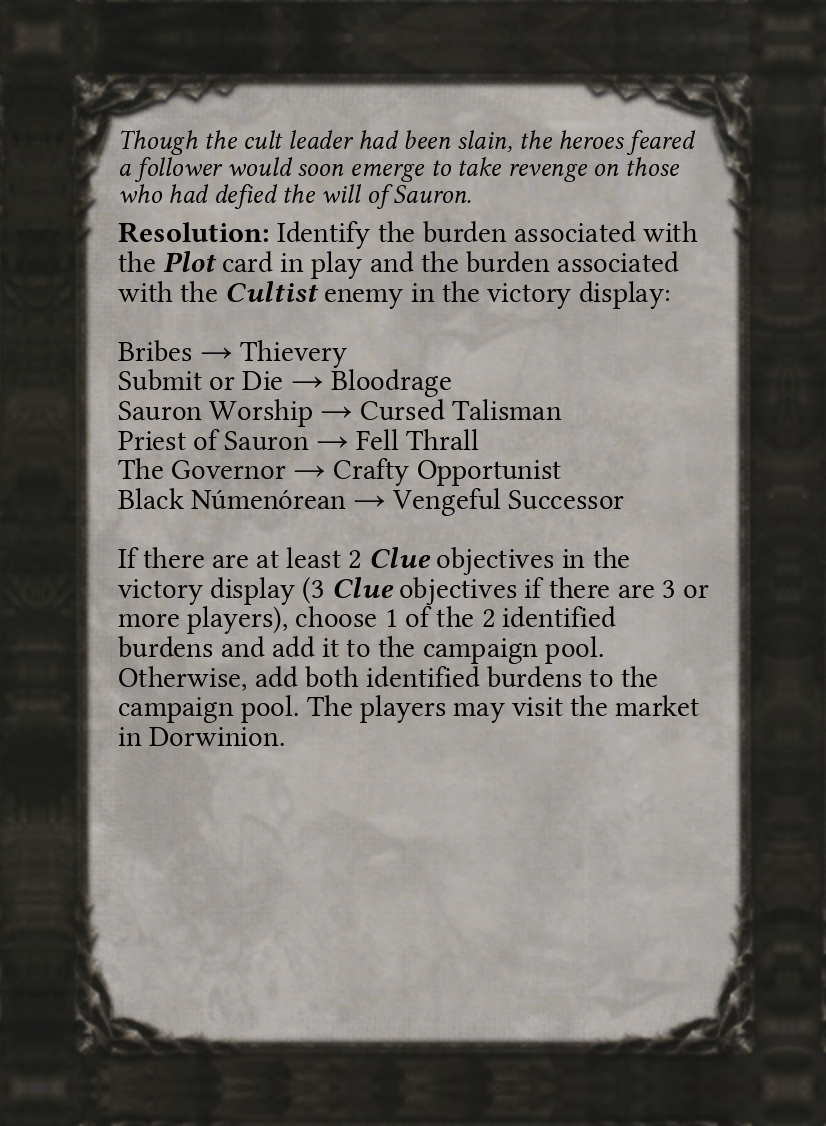 Though the cult leader had been slain, the heroes feared
a follower would soon emerge to take revenge on those
who had defied the will of Sauron.
Resolution: Identify the burden associated with
the Plot card in play and the burden associated
with the Cultist enemy in the victory display:
Bribes → Thievery
Submit or Die → Bloodrage
Sauron Worship → Cursed Talisman
Priest of Sauron → Fell Thrall
The Governor → Crafty Opportunist
Black Númenórean → Vengeful Successor
If there are at least 2 Clue objectives in the
victory display (3 Clue objectives if there are 3 or
more players), choose 1 of the 2 identified
burdens and add it to the campaign pool.
Otherwise, add both identified burdens to the
campaign pool. The players may visit the market
in Dorwinion.